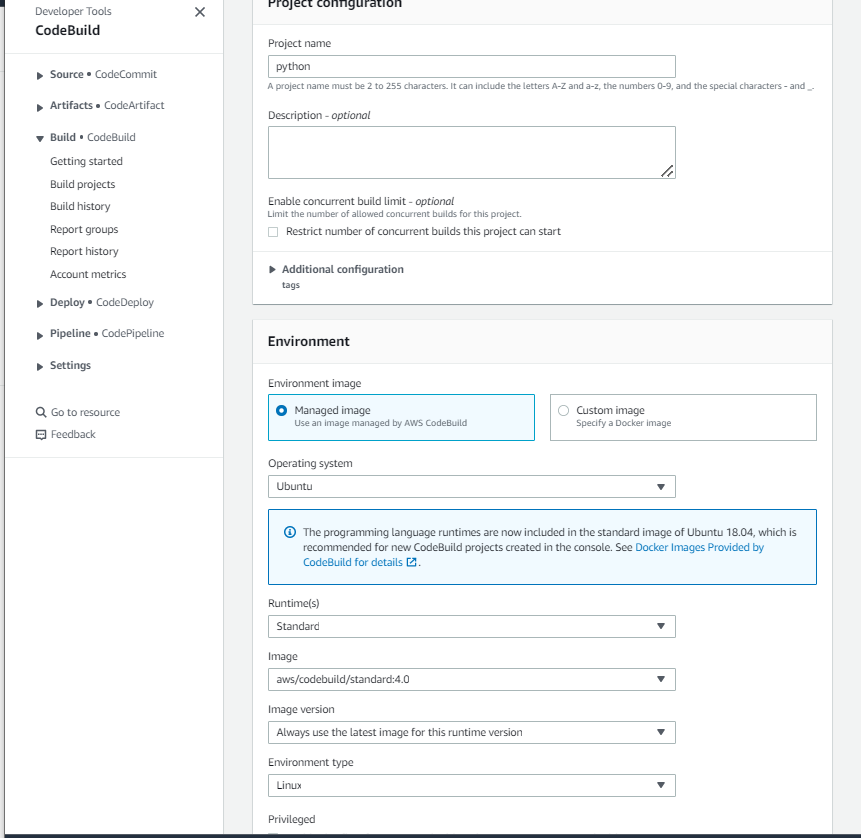 Developer Tools
CodeBuild
Source • CodeCommit
Artifacts • CodeArtifact
Build • CodeBuild
Getting started
Build projects
Build history
Report groups
Report history
Account metrics
Deploy • CodeDeploy
Pipeline • CodePipeline
Settings
Go to resource
Feedback
Project configuration
Project name
python
A project name must be 2 to 255 characters. It can include the letters A-Z and a-z, the numbers 0-9, and the special characters - and _.
Description - optional
Enable concurrent build limit - optional
Limit the number of allowed concurrent builds for this project.
Restrict number of concurrent builds this project can start
Additional configuration
tags
Environment
Environment image
Managed image
Use an image managed by AWS CodeBuild
Custom image
Specify a Docker image
Operating system
Ubuntu
The programming language runtimes are now included in the standard image of Ubuntu 18.04, which is
recommended for new CodeBuild projects created in the console. See Docker Images Provided by
CodeBuild for details .
Runtime(s)
Standard
Image
aws/codebuild/standard:4.0
Image version
Always use the latest image for this runtime version
Environment type
Linux
Privileged